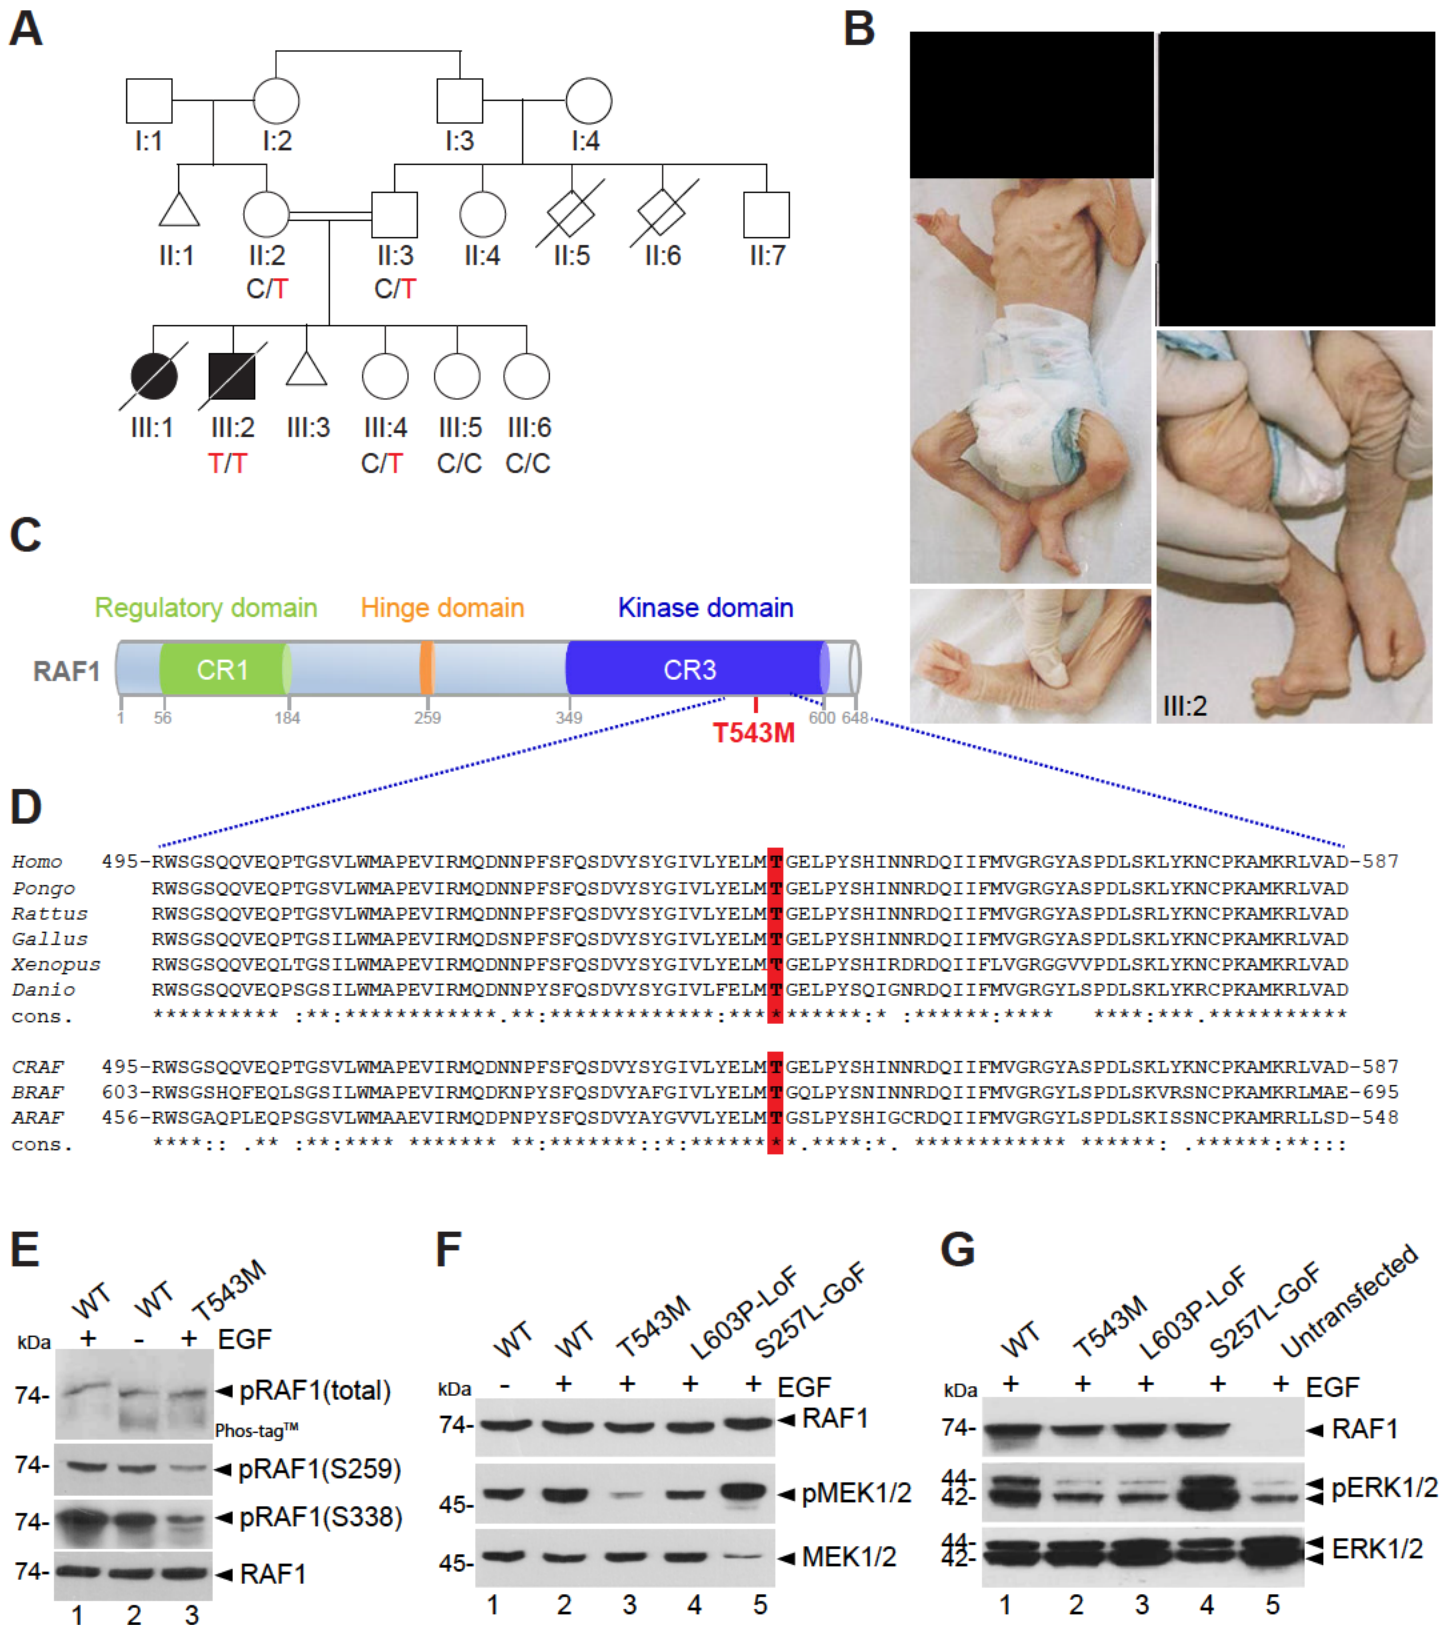 A
B
I:1 I:2 I:3 I:4
II:1 II:2 II:3 II:4 II:5 II:6 II:7
C/T C/T
III:1 III:2 III:3 III:4 III:5 III:6
T/T C/T C/C C/C
III:2
C
Regulatory domain Hinge domain Kinase domain
RAF1 CR1 CR3
1 56 184 259 349 600 648
T543M
D
Homo 495-RWSGSQQVEQPTGSVLWMAPEVIRMQDNNPFSFQSDVYSYGIVLYELMTGELPYSHINNRDQIIFMVGRGYASPDLSKLYKNCPKAMKRLVAD-587
Pongo RWSGSQQVEQPTGSVLWMAPEVIRMQDNNPFSFQSDVYSYGIVLYELMTGELPYSHINNRDQIIFMVGRGYASPDLSKLYKNCPKAMKRLVAD
Rattus RWSGSQQVEQPTGSVLWMAPEVIRMQDNNPFSFQSDVYSYGIVLYELMTGELPYSHINNRDQIIFMVGRGYASPDLSRLYKNCPKAMKRLVAD
Gallus RWSGSQQVEQPTGSILWMAPEVIRMQDSNPFSFQSDVYSYGIVLYELMTGELPYSHINNRDQIIFMVGRGYASPDLSKLYKNCPKAMKRLVAD
Xenopus RWSGSQQVEQLTGSILWMAPEVIRMQDNNPFSFQSDVYSYGIVLYELMTGELPYSHIRDRDQIIFLVGRGGVVPDLSKLYKNCPKAMKRLVAD
Danio RWSGSQQVEQPSGSILWMAPEVIRMQDNNPYSFQSDVYSYGIVLFELMTGELPYSQIGNRDQIIFMVGRGYLSPDLSKLYKRCPKAMKRLVAD
cons. ********** :**:************.**:*************:*** * ******:* :*******:**** ****:***.***********
CRAF 495-RWSGSQQVEQPTGSVLWMAPEVIRMQDNNPFSFQSDVYSYGIVLYELMTGELPYSHINNRDQIIFMVGRGYASPDLSKLYKNCPKAMKRLVAD-587
BRAF 603-RWSGSHQFEQLSGSILWMAPEVIRMQDKNPYSFQSDVYAFGIVLYELMTGQLPYSNINNRDQIIFMVGRGYLSPDLSKVRSNCPKAMKRLMAE-695
ARAF 456-RWSGAQPLEQPSGSVLWMAAEVIRMQDPNPYSFQSDVYAYGVVLYELMTGSLPYSHIGCRDQIIFMVGRGYLSPDLSKISSNCPKAMRRLLSD-548
cons. ****:: .** :**:**** ******* **:*******::*:****** * *.****:*. ************ *****: .******:**:::
E
WT WT T543M
kDa + - + EGF
74- pRAF1(total)
Phos-tag™
74- pRAF1(S259)
74- pRAF1(S338)
74- RAF1
1 2 3
F
WT WT T543M L603P-LoF S257L-GoF
kDa - + + + + EGF
74- RAF1
45- pMEK1/2
45- MEK1/2
1 2 3 4 5
G
WT T543M L603P-LoF S257L-GoF Untransfected
kDa + + + + + EGF
74- RAF1
44-
42- pERK1/2
44-
42- ERK1/2
1 2 3 4 5